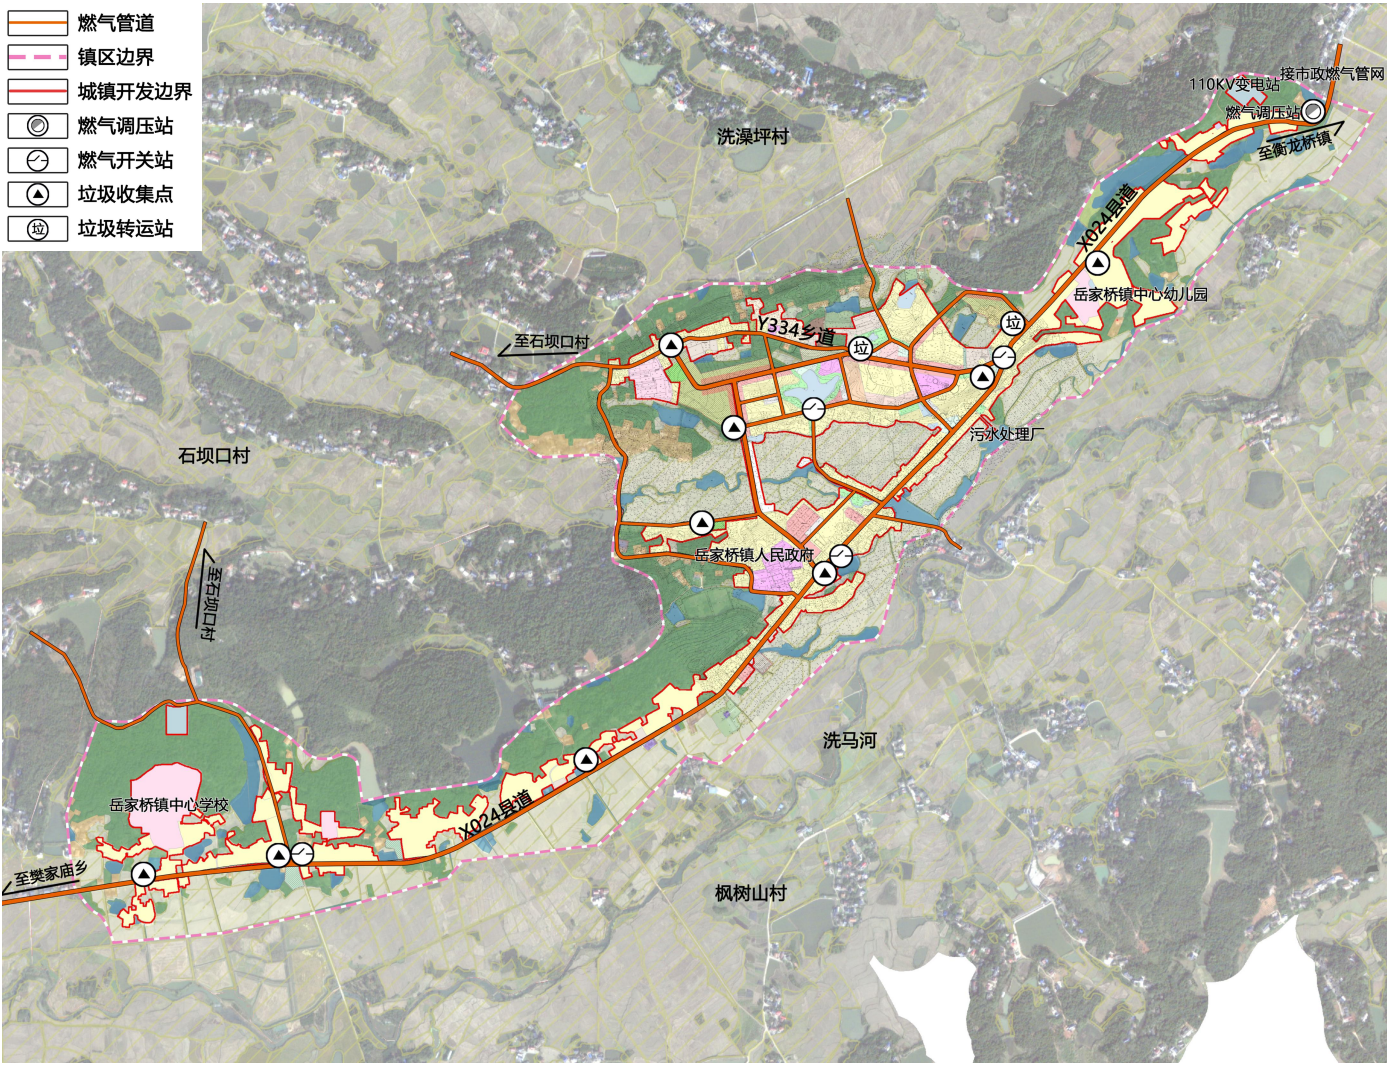 燃气管道
镇区边界
城镇开发边界
燃气调压站
燃气开关站
垃圾收集点
垃 垃圾转运站
接市政燃气管网
110KV变电站
燃气调压站
至衡龙桥镇
洗澡坪村
X024县道
岳家桥镇中心幼儿园
垃
Y334乡道
至石坝口村
垃
污水处理厂
石坝口村
岳家桥镇人民政府
至石坝口村
洗马河
岳家桥镇中心学校
X024县道
至樊家庙乡
枫树山村